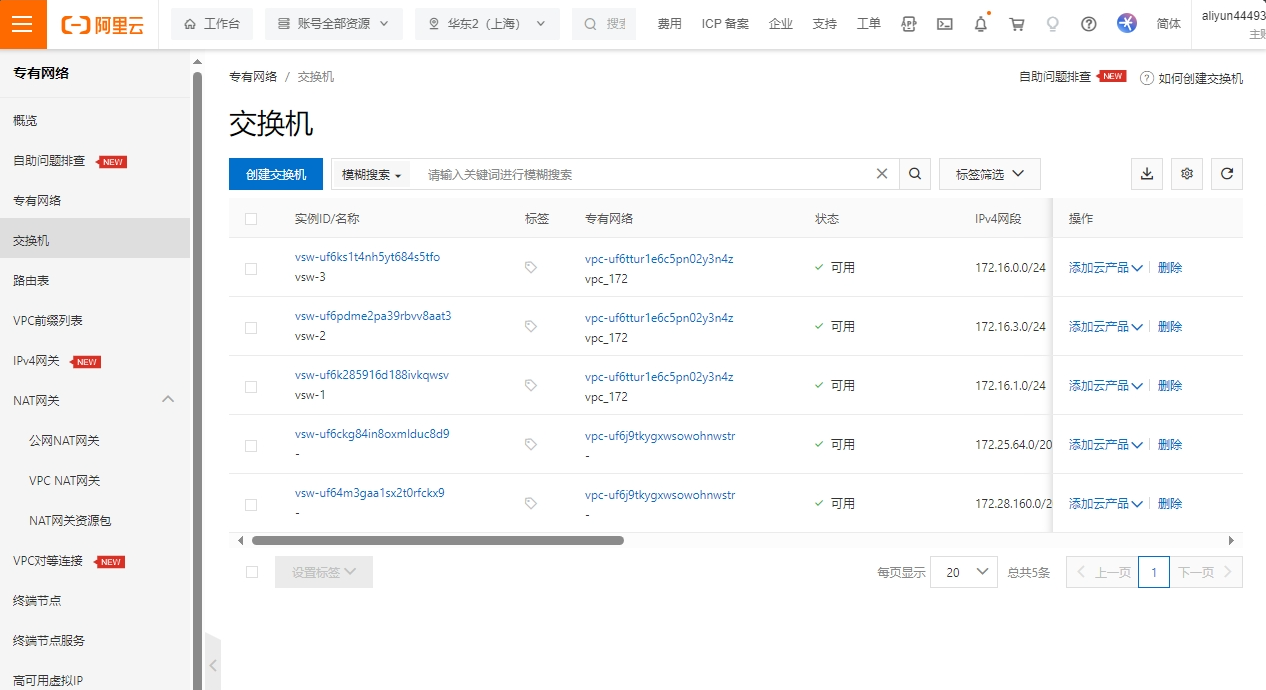 阿里云
工作台
账号全部资源
华东2（上海）
搜索
费用
ICP 备案
企业
支持
工单
简体
aliyun44493
主账
专有网络
概览
自助问题排查 NEW
专有网络
交换机
路由表
VPC前缀列表
IPv4网关 NEW
NAT网关
公网NAT网关
VPC NAT网关
NAT网关资源包
VPC对等连接 NEW
终端节点
终端节点服务
高可用虚拟IP
专有网络 / 交换机
自助问题排查 NEW
如何创建交换机
交换机
创建交换机
模糊搜索
请输入关键词进行模糊搜索
标签筛选
实例ID/名称 标签 专有网络 状态 IPv4网段 操作
vsw-uf6ks1t4nh5yt684s5tfo vpc-uf6ttur1e6c5pn02y3n4z
可用 172.16.0.0/24 添加云产品 删除
vsw-3 vpc_172
vsw-uf6pdme2pa39rbvv8aat3 vpc-uf6ttur1e6c5pn02y3n4z
可用 172.16.3.0/24 添加云产品 删除
vsw-2 vpc_172
vsw-uf6k285916d188ivkqwsv vpc-uf6ttur1e6c5pn02y3n4z
可用 172.16.1.0/24 添加云产品 删除
vsw-1 vpc_172
vsw-uf6ckg84in8oxmlduc8d9 vpc-uf6j9tkygxwsowohnwstr
可用 172.25.64.0/20 添加云产品 删除
- -
vsw-uf64m3gaa1sx2t0rfckx9 vpc-uf6j9tkygxwsowohnwstr
可用 172.28.160.0/2 添加云产品 删除
- -
设置标签
每页显示 20 总共5条 上一页 1 下一页